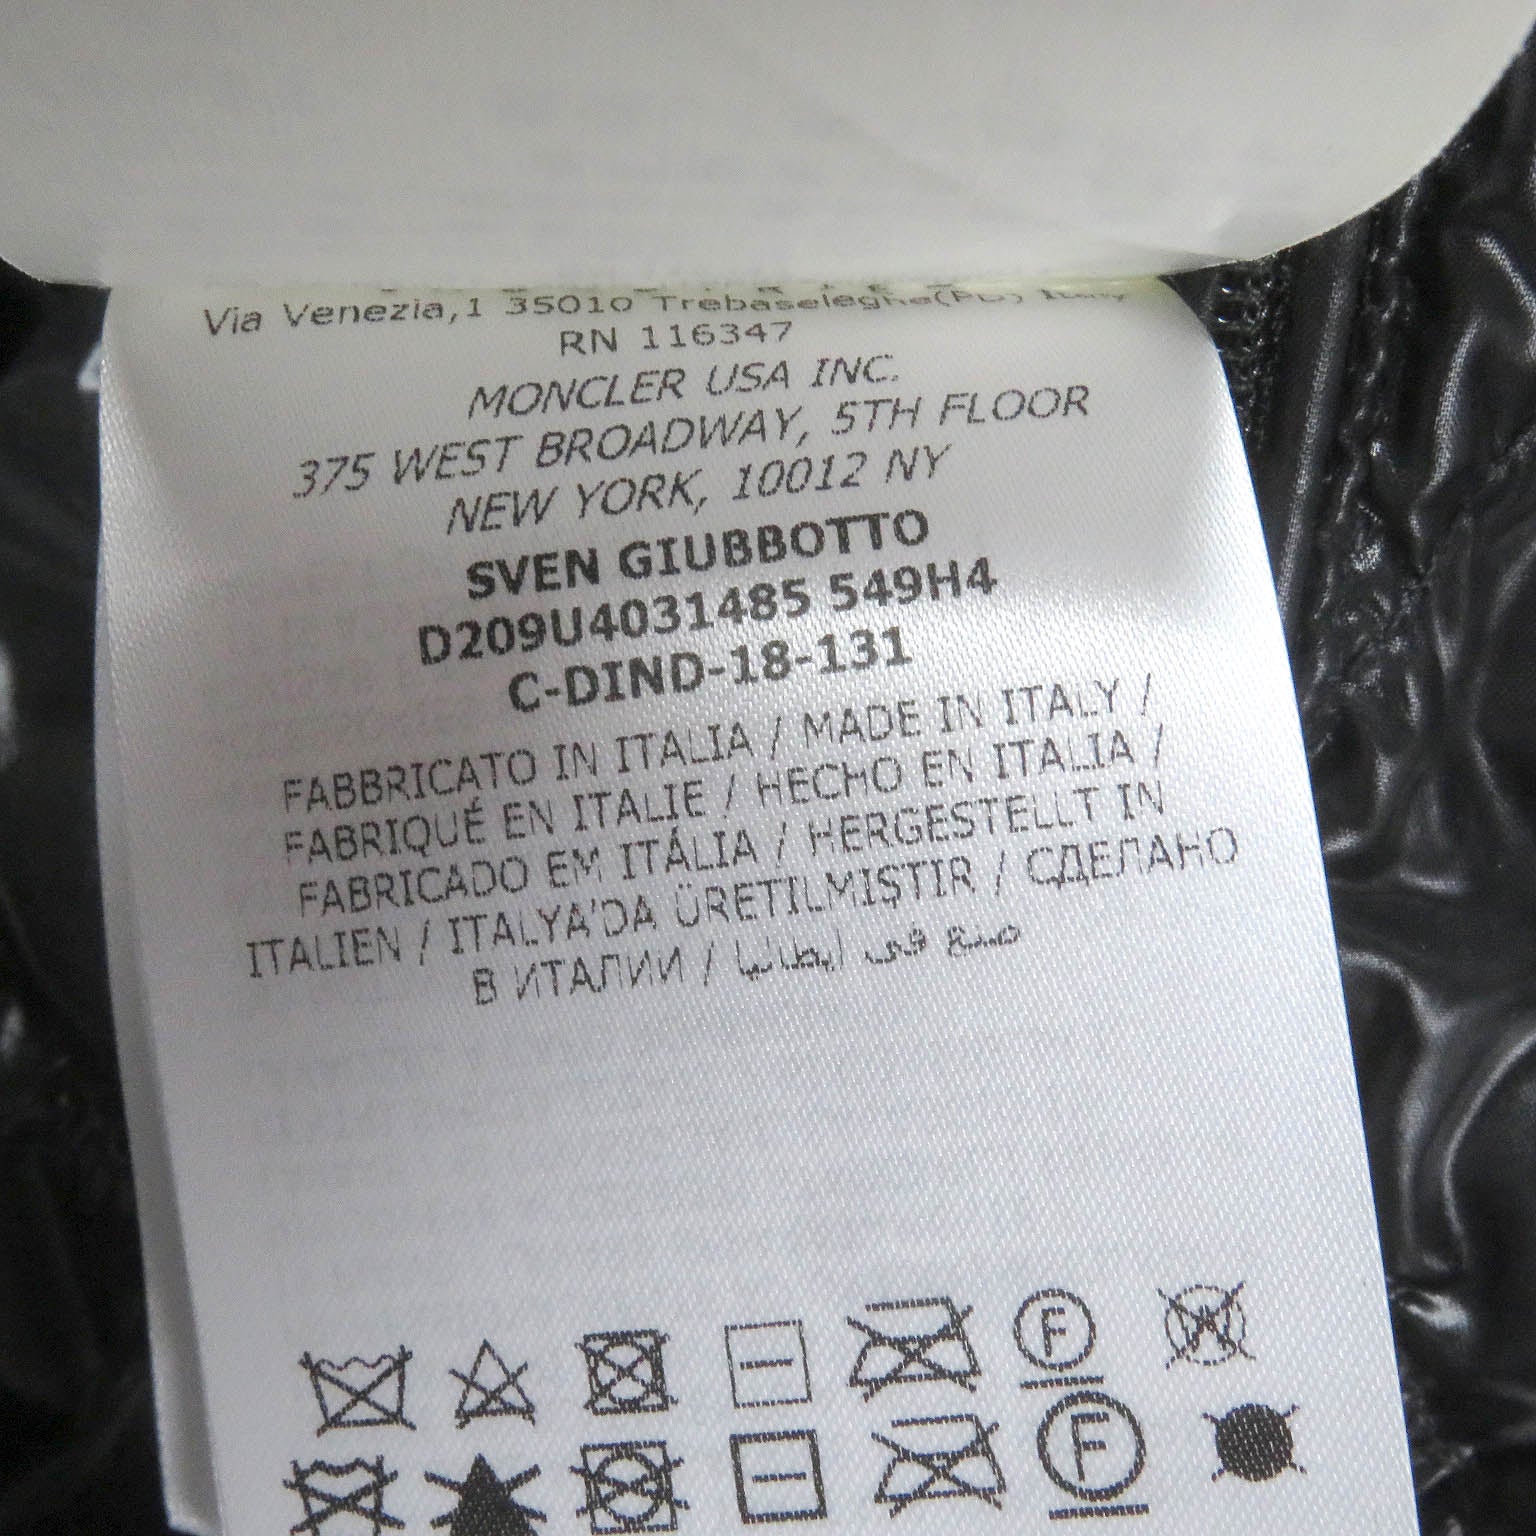 Via Venezia,1 35010 Trebaseleghe(PD) Italy
RN 116347
MONCLER USA INC.
375 WEST BROADWAY, 5TH FLOOR
NEW YORK, 10012 NY
SVEN GIUBBOTTO
D209U4031485 549H4
C-DIND-18-131
FABBRICATO IN ITALIA / MADE IN ITALY /
FABRIQUÉ EN ITALIE / HECHO EN ITALIA /
FABRICADO EM ITÁLIA / HERGESTELLT IN
ITALIEN / ITALYA'DA ÜRETILMIŞTIR / СДЕЛАНО
В ИТАЛИИ / صنع في إيطاليا
F
W
F